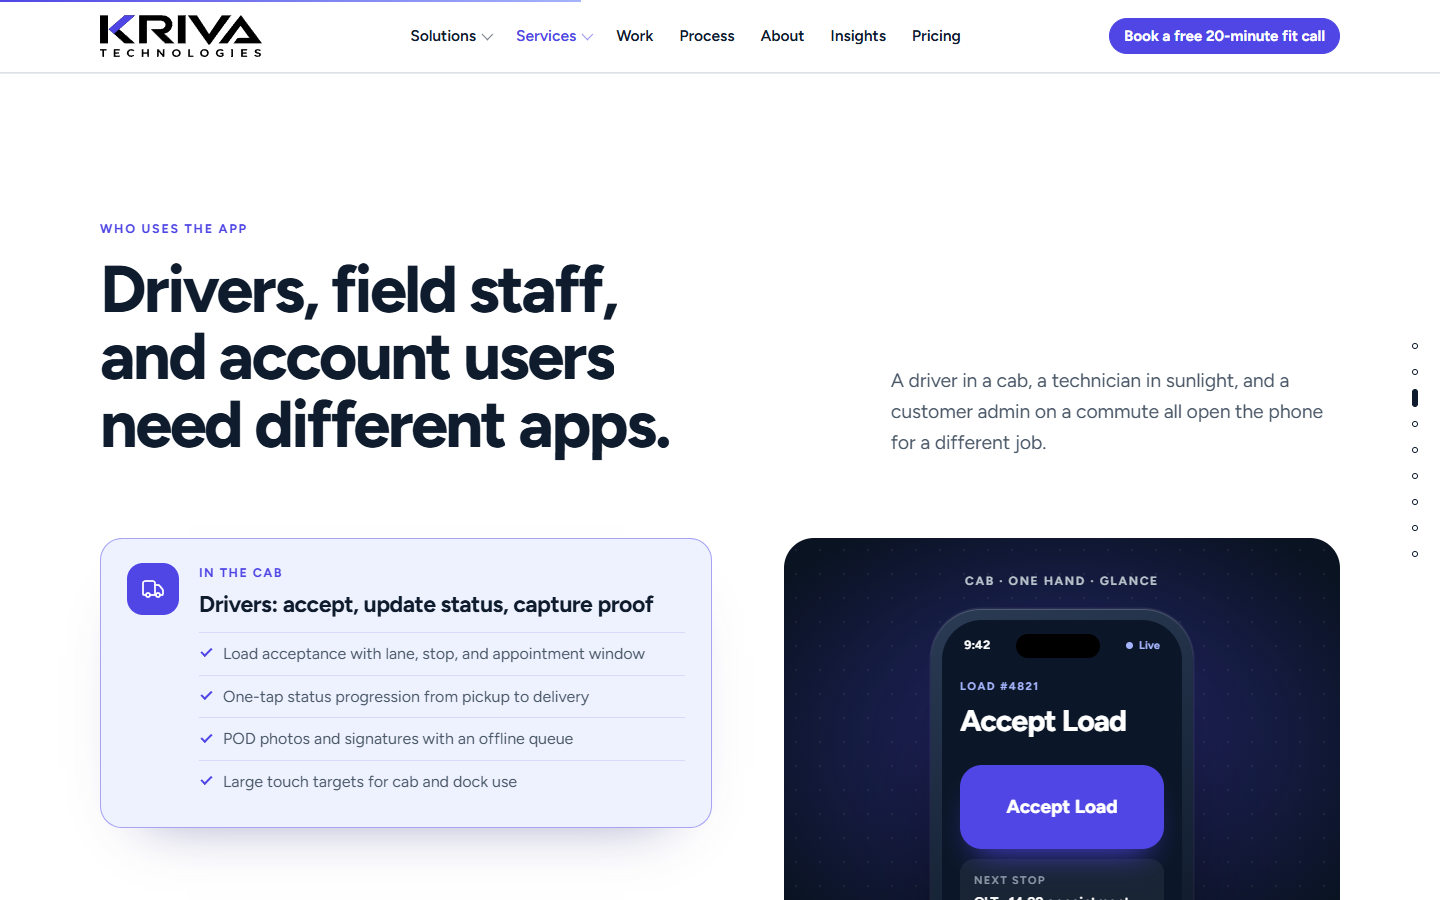 KRIVA
TECHNOLOGIES
Solutions
Services
Work
Process
About
Insights
Pricing
Book a free 20-minute fit call
WHO USES THE APP
Drivers, field staff,
and account users
need different apps.
A driver in a cab, a technician in sunlight, and a
customer admin on a commute all open the phone
for a different job.
IN THE CAB
Drivers: accept, update status, capture proof
Load acceptance with lane, stop, and appointment window
One-tap status progression from pickup to delivery
POD photos and signatures with an offline queue
Large touch targets for cab and dock use
CAB · ONE HAND · GLANCE
9:42
Live
LOAD #4821
Accept Load
Accept Load
NEXT STOP